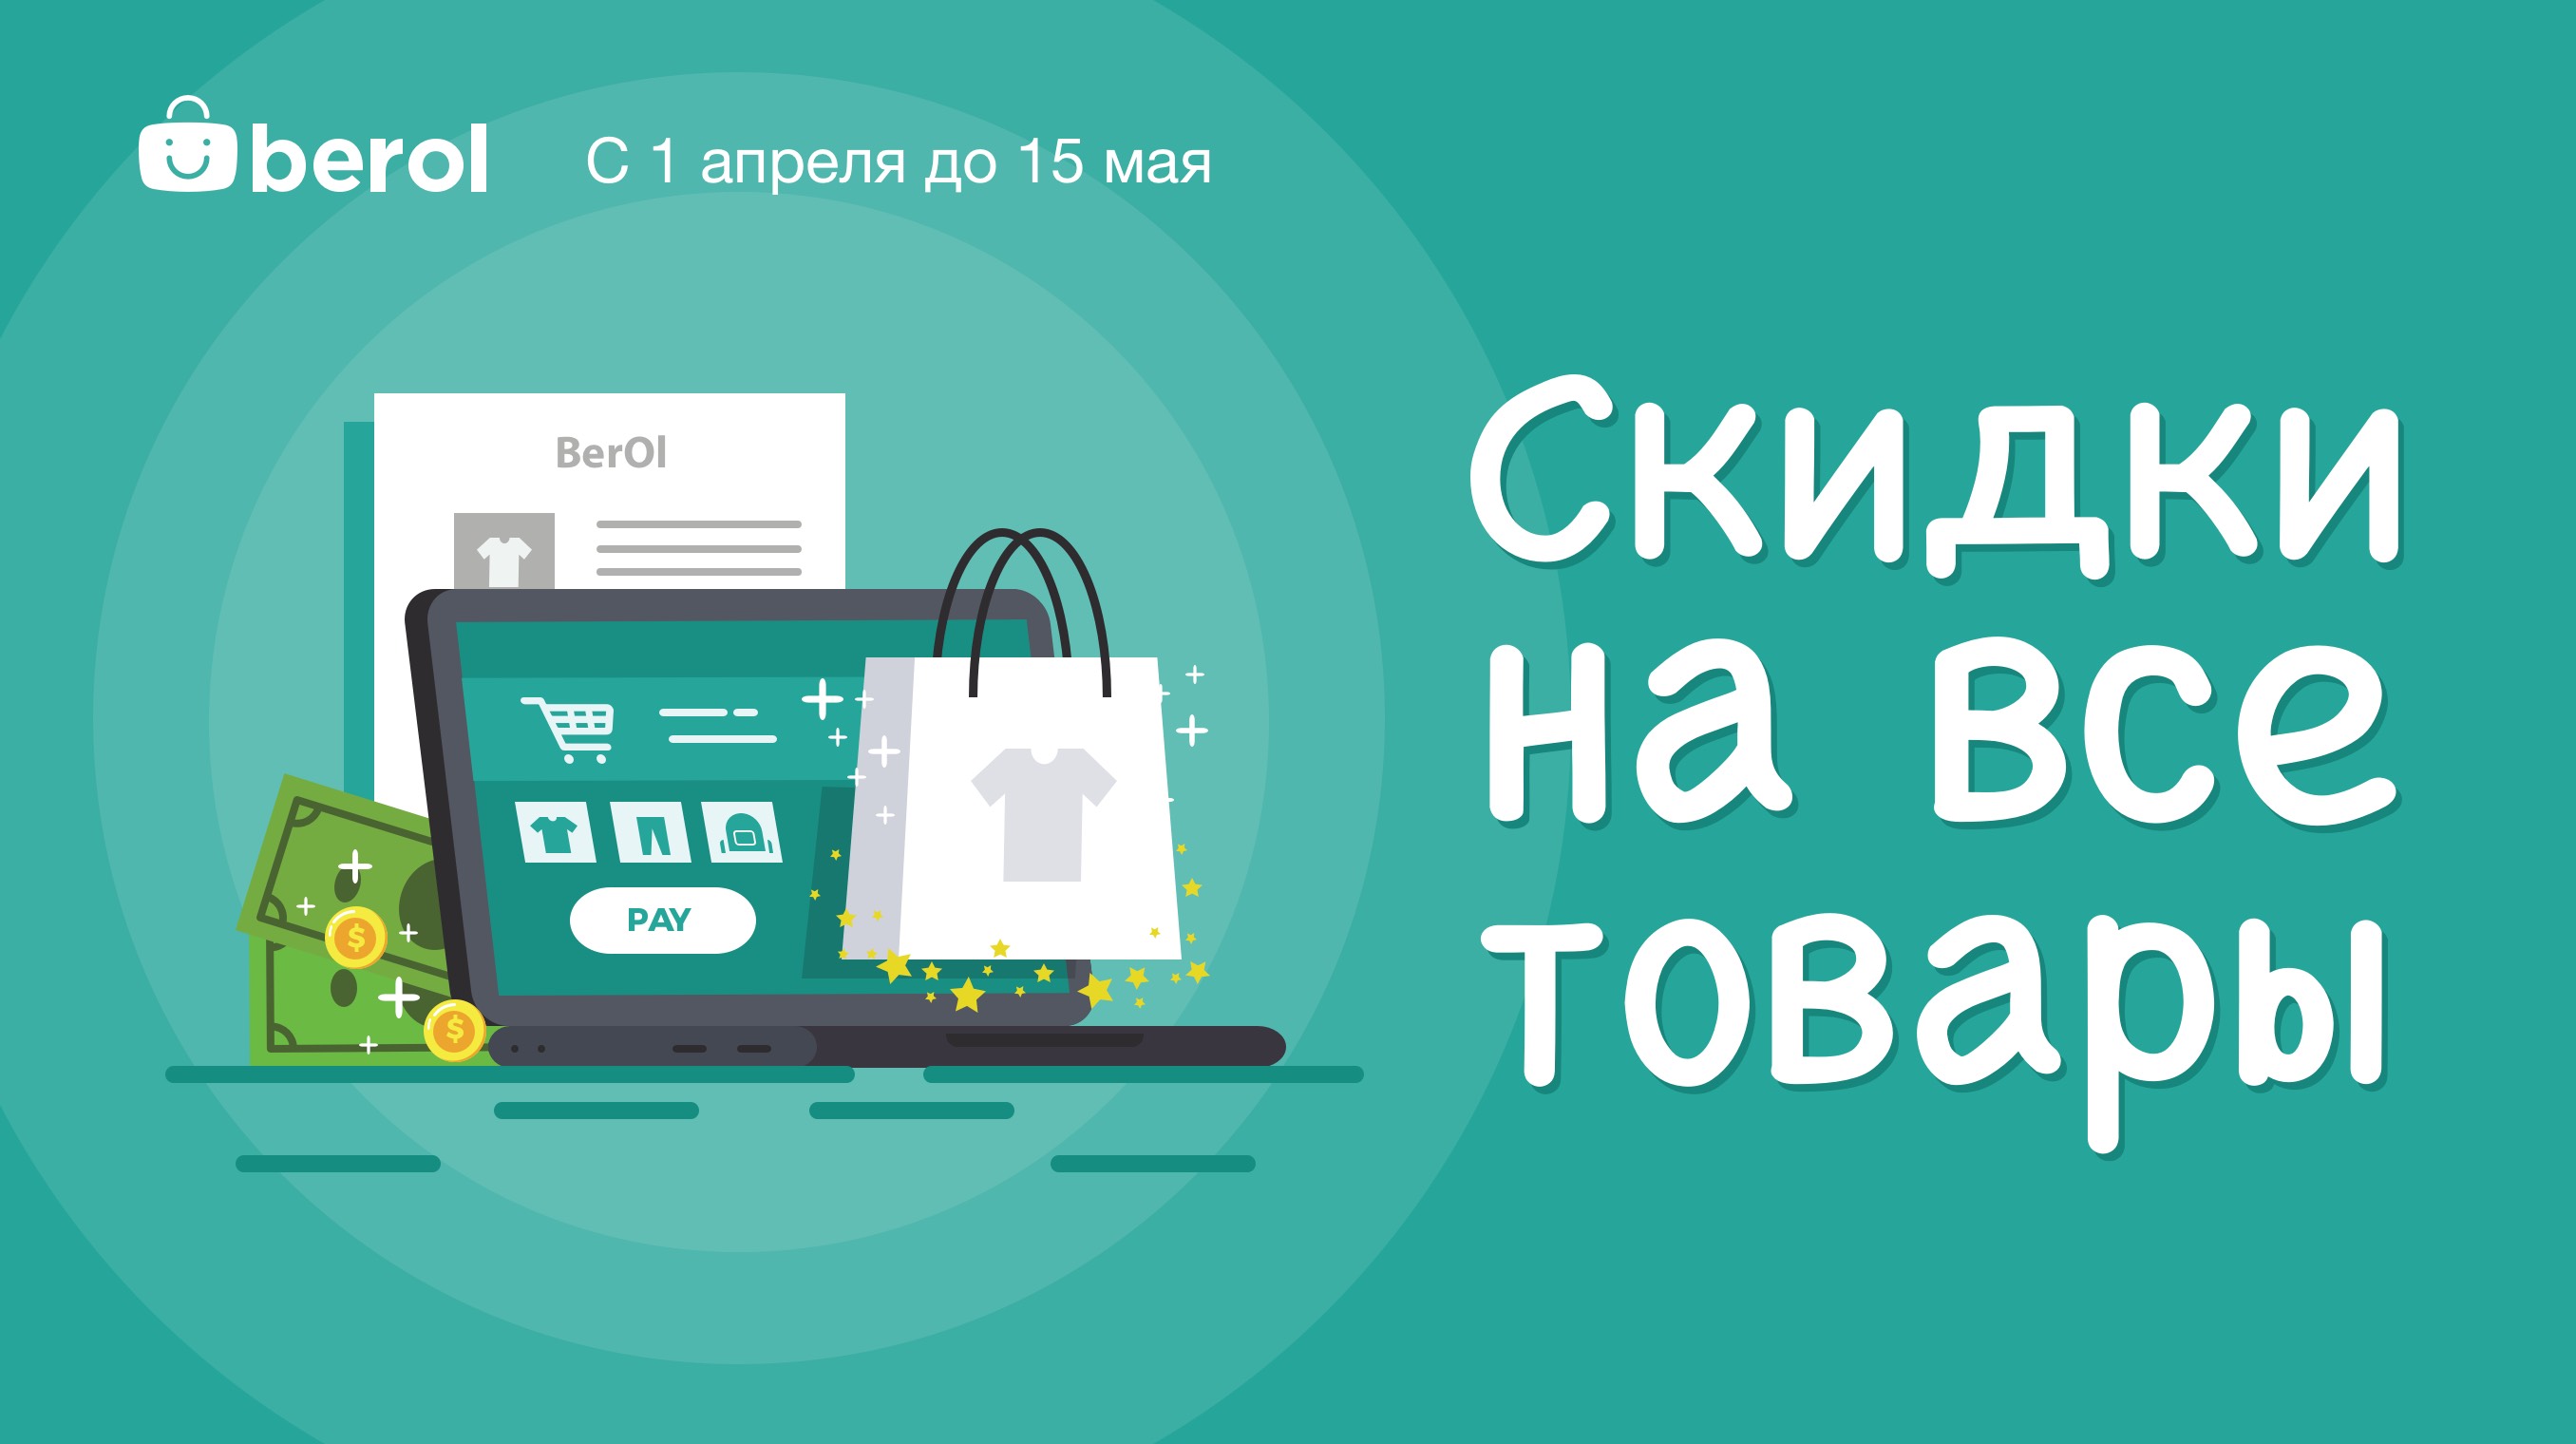 berol
С 1 апреля до 15 мая
BerOl
PAY
$
$
Скидки
на все
товары